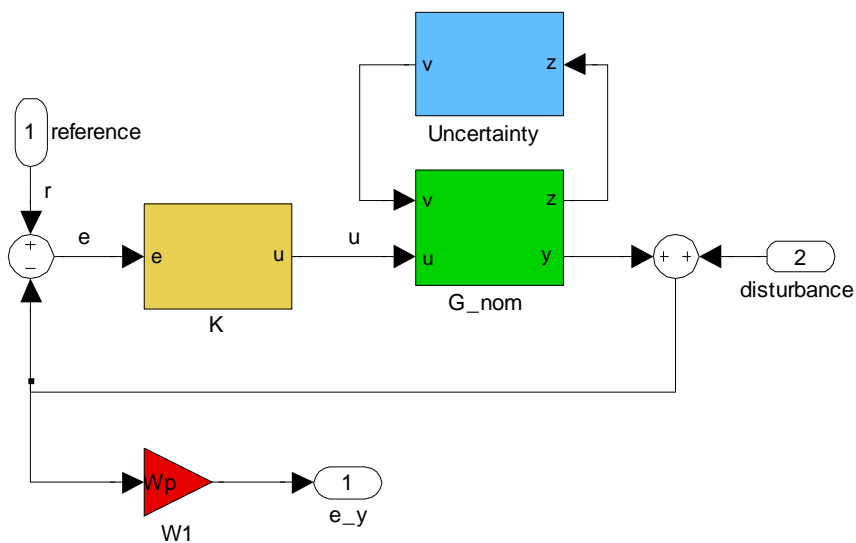 v
z
Uncertainty
1
reference
r
+
−
e
e
u
K
u
v
z
u
y
G_nom
+ +
2
disturbance
Wp
W1
1
e_y